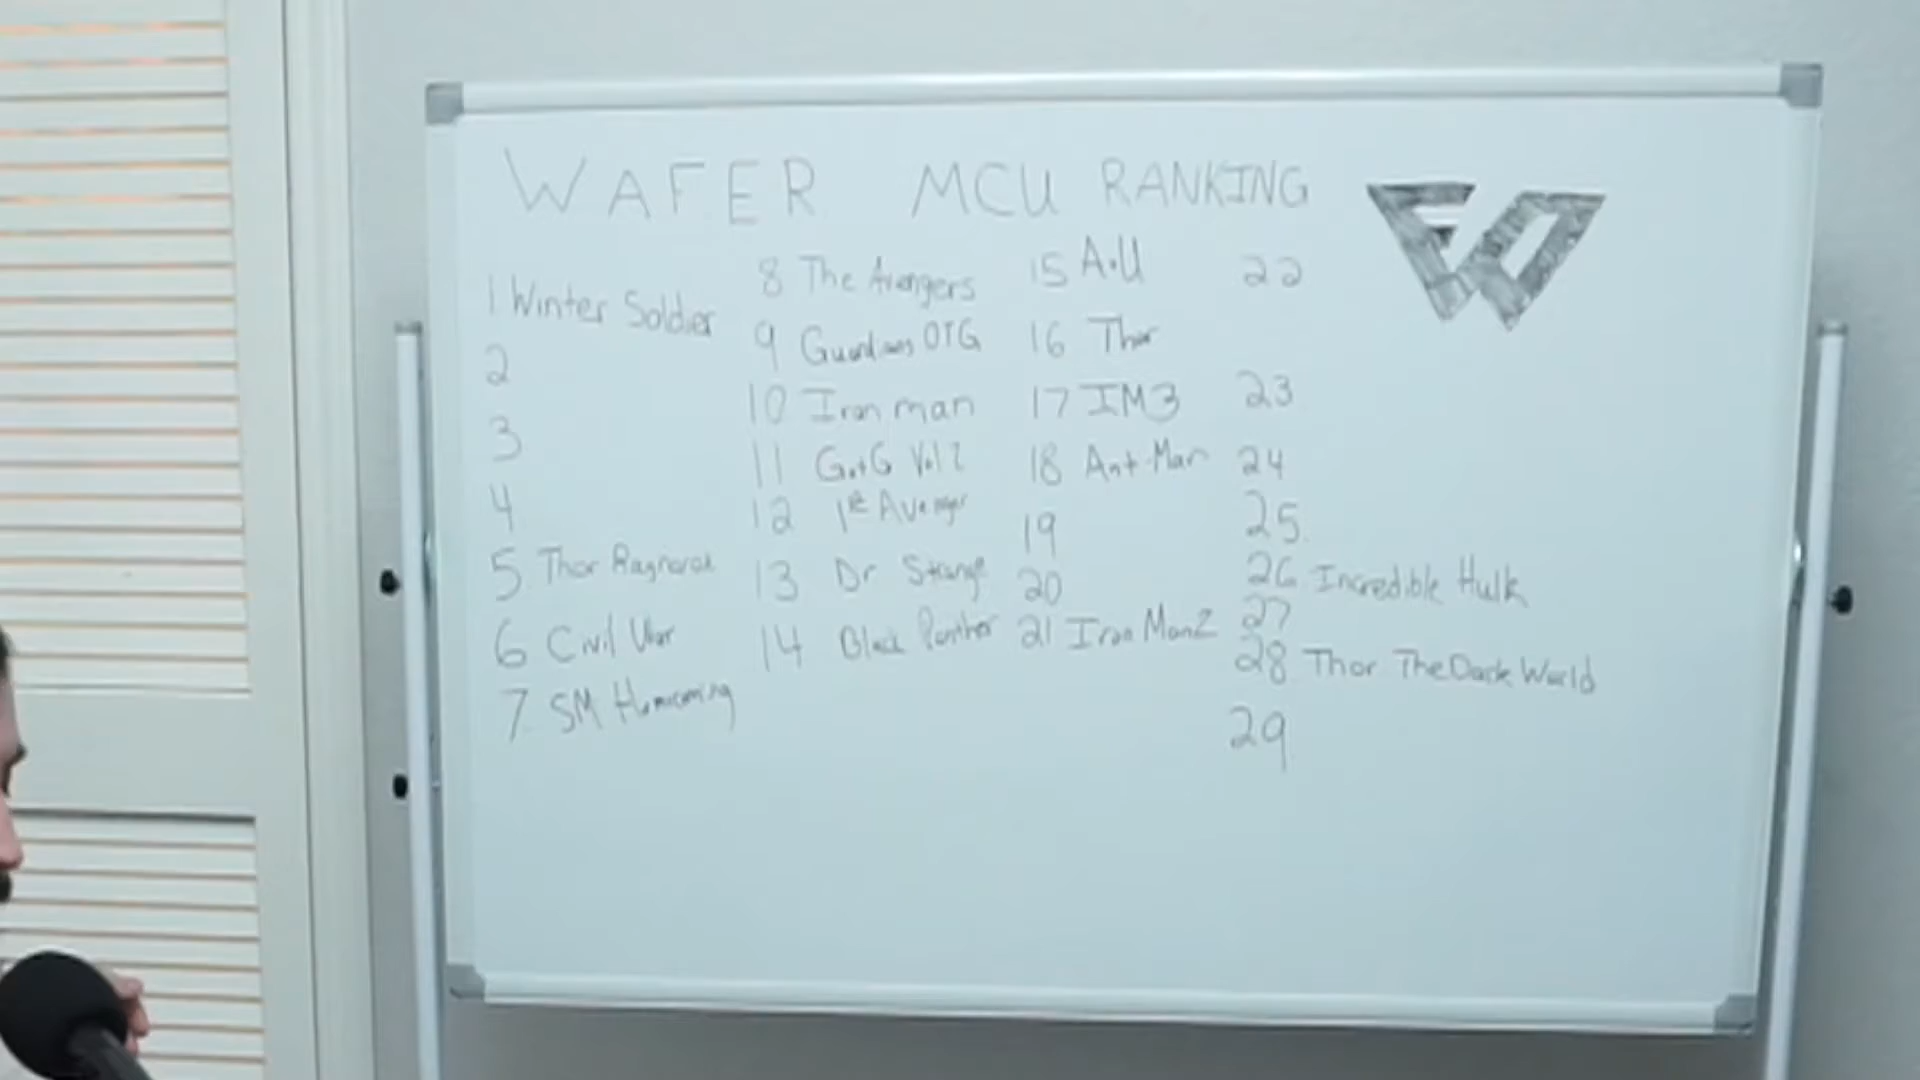 WAFER MCU RANKING
1 Winter Soldier
2
3
4
5 Thor Ragnarok
6 Civil War
7 SM Homecoming
8 The Avengers
9 Guardians OTG
10 Iron man
11 GotG Vol 2
12 1st Avenger
13 Dr Strange
14 Black Panther
15 A.U
16 Thor
17 IM3
18 Ant-Man
19
20
21 Iron Man 2
22
23
24
25
26 Incredible Hulk
27
28 Thor The Dark World
29